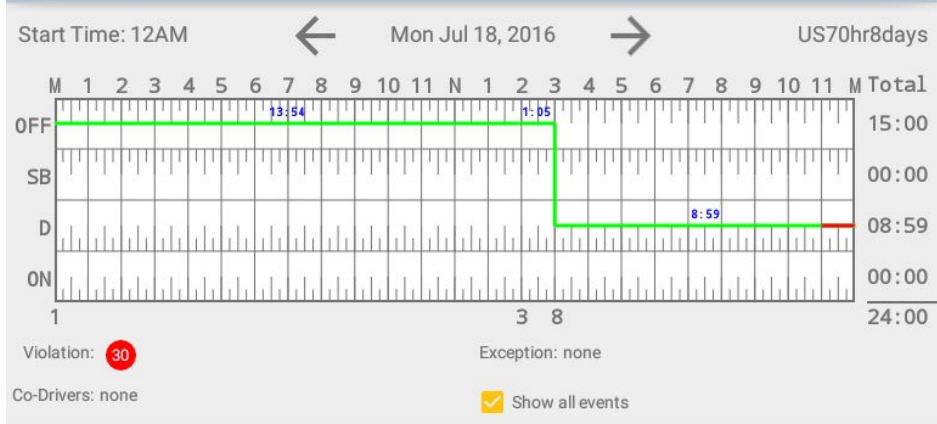 Start Time: 12AM Mon Jul 18, 2016 US70hr8days
M 1 2 3 4 5 6 7 8 9 10 11 N 1 2 3 4 5 6 7 8 9 10 11 M Total
13:54 1:05
OFF 15:00
SB 00:00
8:59
D 08:59
ON 00:00
1 3 8 24:00
Violation: 30 Exception: none
Co-Drivers: none Show all events